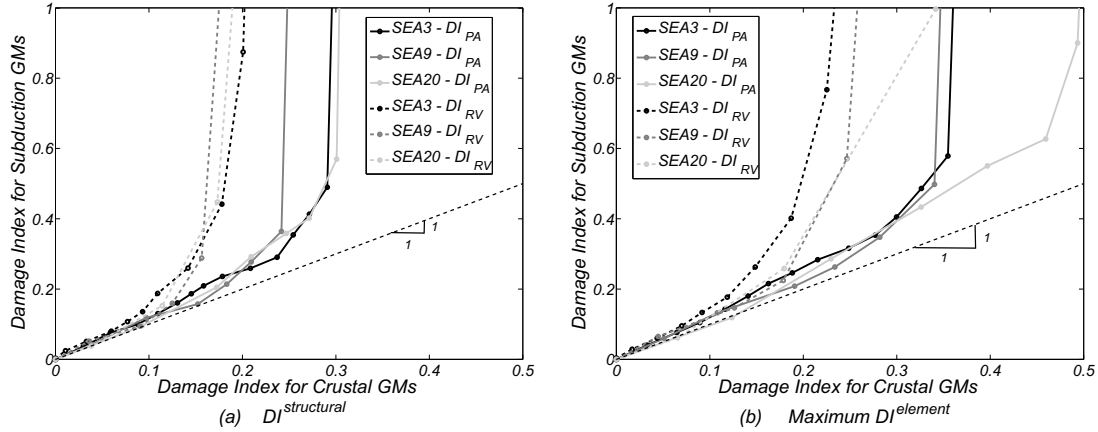 Damage Index for Subduction GMs
1
0.8
0.6
0.4
0.2
0
SEA3 - DI PA
SEA9 - DI PA
SEA20 - DI PA
SEA3 - DI RV
SEA9 - DI RV
SEA20 - DI RV
1
1
0
0.1
0.2
0.3
0.4
0.5
Damage Index for Crustal GMs
(a) DI structural
Damage Index for Subduction GMs
1
0.8
0.6
0.4
0.2
0
SEA3 - DI PA
SEA9 - DI PA
SEA20 - DI PA
SEA3 - DI RV
SEA9 - DI RV
SEA20 - DI RV
1
1
0
0.1
0.2
0.3
0.4
0.5
Damage Index for Crustal GMs
(b) Maximum DI element